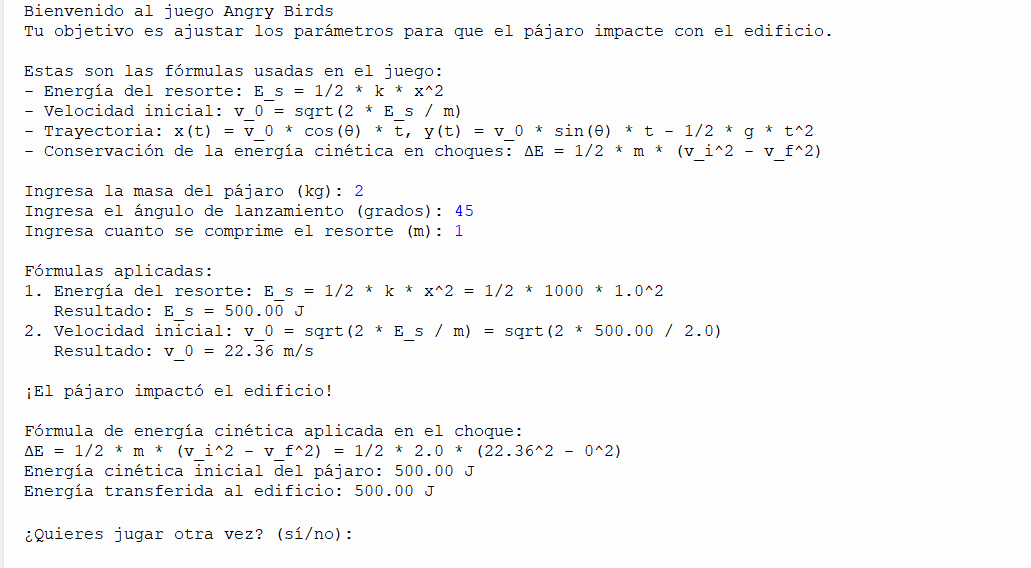 Bienvenido al juego Angry Birds
Tu objetivo es ajustar los parámetros para que el pájaro impacte con el edificio.
Estas son las fórmulas usadas en el juego:
- Energía del resorte: E_s = 1/2 * k * x^2
- Velocidad inicial: v_0 = sqrt(2 * E_s / m)
- Trayectoria: x(t) = v_0 * cos(θ) * t, y(t) = v_0 * sin(θ) * t - 1/2 * g * t^2
- Conservación de la energía cinética en choques: ΔE = 1/2 * m * (v_i^2 - v_f^2)
Ingresa la masa del pájaro (kg): 2
Ingresa el ángulo de lanzamiento (grados): 45
Ingresa cuanto se comprime el resorte (m): 1
Fórmulas aplicadas:
1. Energía del resorte: E_s = 1/2 * k * x^2 = 1/2 * 1000 * 1.0^2
Resultado: E_s = 500.00 J
2. Velocidad inicial: v_0 = sqrt(2 * E_s / m) = sqrt(2 * 500.00 / 2.0)
Resultado: v_0 = 22.36 m/s
¡El pájaro impactó el edificio!
Fórmula de energía cinética aplicada en el choque:
ΔE = 1/2 * m * (v_i^2 - v_f^2) = 1/2 * 2.0 * (22.36^2 - 0^2)
Energía cinética inicial del pájaro: 500.00 J
Energía transferida al edificio: 500.00 J
¿Quieres jugar otra vez? (sí/no):